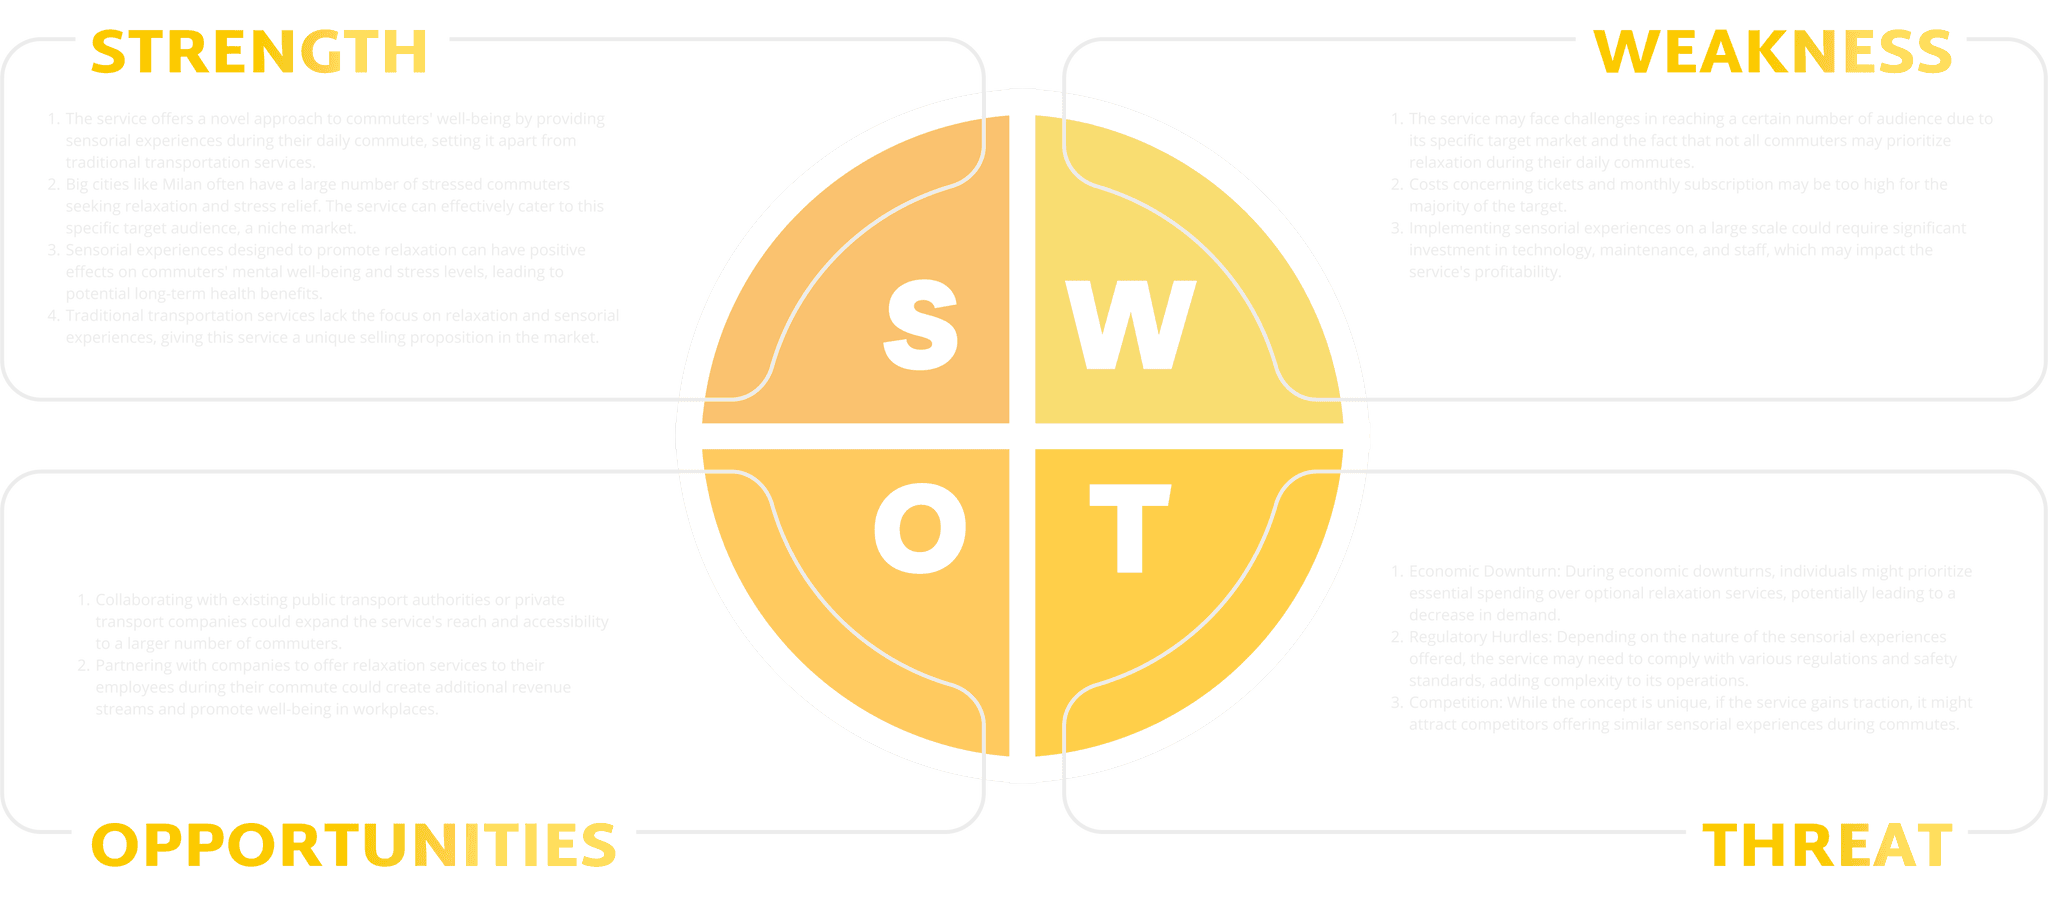 STRENGTH
1. The service offers a novel approach to commuters' well-being by providing
sensorial experiences during their daily commute, setting it apart from
traditional transportation services.
2. Big cities like Milan often have a large number of stressed commuters
seeking relaxation and stress relief. The service can effectively cater to this
specific target audience, a niche market.
3. Sensorial experiences designed to promote relaxation can have positive
effects on commuters' mental well-being and stress levels, leading to
potential long-term health benefits.
4. Traditional transportation services lack the focus on relaxation and sensorial
experiences, giving this service a unique selling proposition in the market.
WEAKNESS
1. The service may face challenges in reaching a certain number of audience due to
its specific target market and the fact that not all commuters may prioritize
relaxation during their daily commutes.
2. Costs concerning tickets and monthly subscription may be too high for the
majority of the target.
3. Implementing sensorial experiences on a large scale could require significant
investment in technology, maintenance, and staff, which may impact the
service's profitability.
S
W
O
T
1. Collaborating with existing public transport authorities or private
transport companies could expand the service's reach and accessibility
to a larger number of commuters.
2. Partnering with companies to offer relaxation services to their
employees during their commute could create additional revenue
streams and promote well-being in workplaces.
OPPORTUNITIES
1. Economic Downturn: During economic downturns, individuals might prioritize
essential spending over optional relaxation services, potentially leading to a
decrease in demand.
2. Regulatory Hurdles: Depending on the nature of the sensorial experiences
offered, the service may need to comply with various regulations and safety
standards, adding complexity to its operations.
3. Competition: While the concept is unique, if the service gains traction, it might
attract competitors offering similar sensorial experiences during commutes.
THREAT